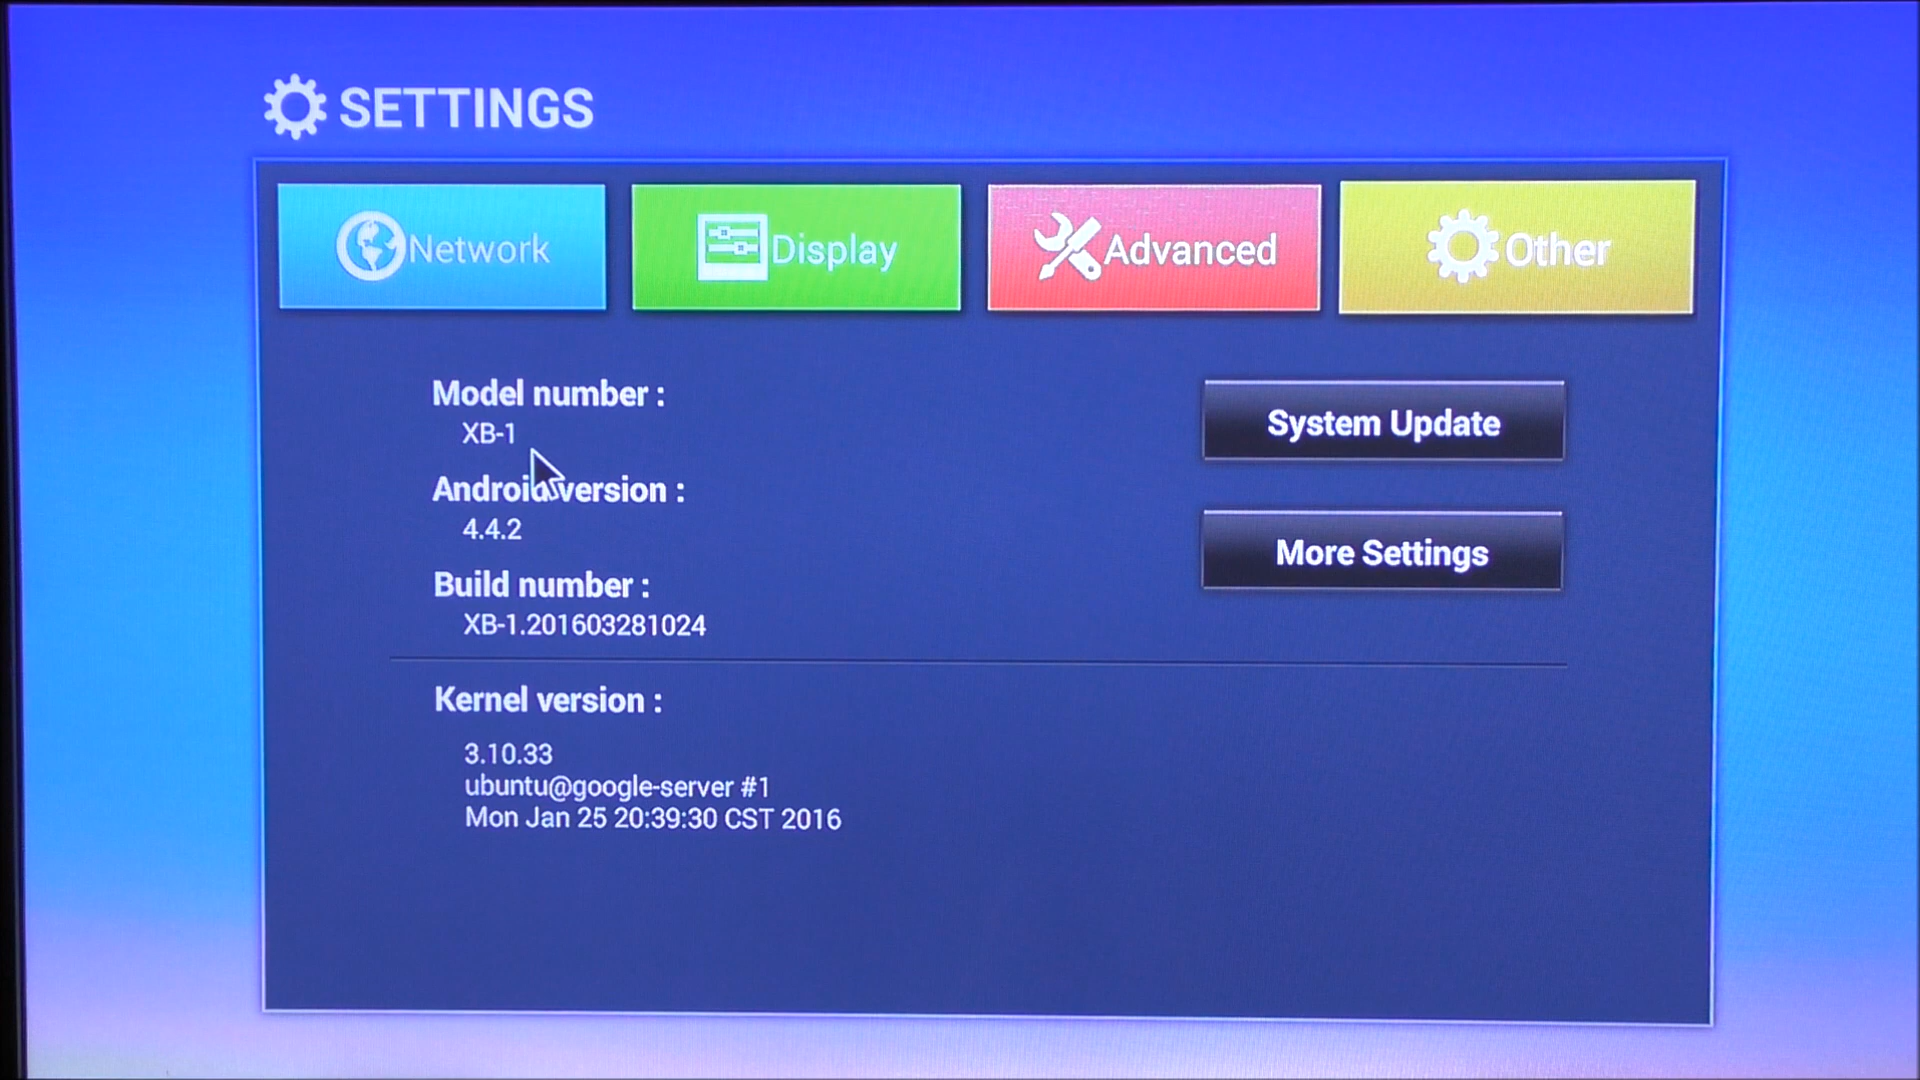 SETTINGS
Network
Display
Advanced
Other
Model number :
XB-1
Android version :
4.4.2
Build number :
XB-1.201603281024
System Update
More Settings
Kernel version :
3.10.33
ubuntu@google-server #1
Mon Jan 25 20:39:30 CST 2016